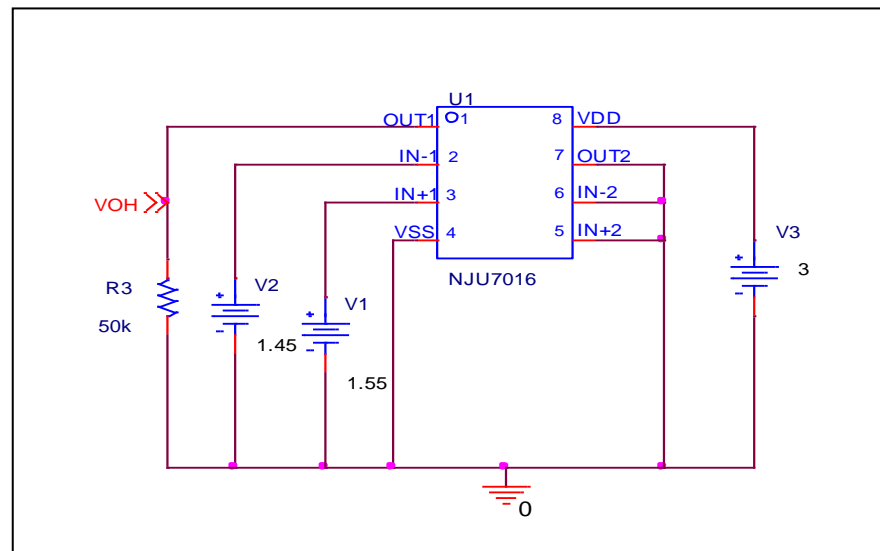 U1
OUT1 1 8 VDD
IN-1 2 7 OUT2
IN+1 3 6 IN-2
VOH
VSS 4 5 IN+2
V3
+
3
-
NJU7016
R3
50k
V2
+
-
1.45
V1
+
-
1.55
0